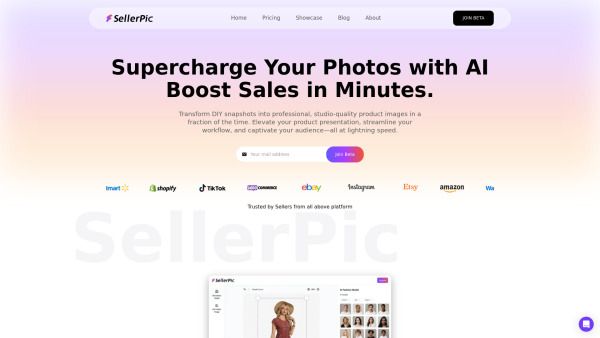 SellerPic
Home Pricing Showcase Blog About
JOIN BETA
Supercharge Your Photos with AI
Boost Sales in Minutes.
Transform DIY snapshots into professional, studio-quality product images in a
fraction of the time. Elevate your product presentation, streamline your
workflow, and captivate your audience—all at lightning speed.
Your mail address
Join Beta
lmart shopify TikTok WOO COMMERCE ebay Instagram Etsy amazon Wa
Trusted by Sellers from all above platform
SellerPic
SellerPic